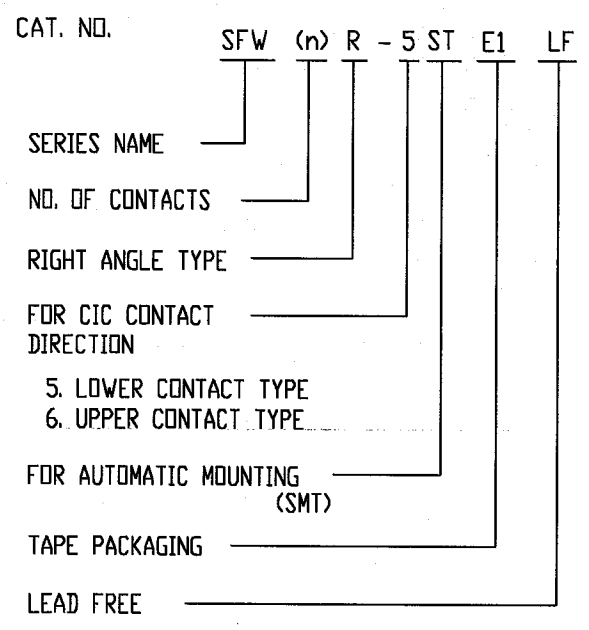 CAT. NO.
SFW (n) R - 5 ST E1 LF
SERIES NAME
NO. OF CONTACTS
RIGHT ANGLE TYPE
FOR CIC CONTACT
DIRECTION
5. LOWER CONTACT TYPE
6. UPPER CONTACT TYPE
FOR AUTOMATIC MOUNTING
(SMT)
TAPE PACKAGING
LEAD FREE